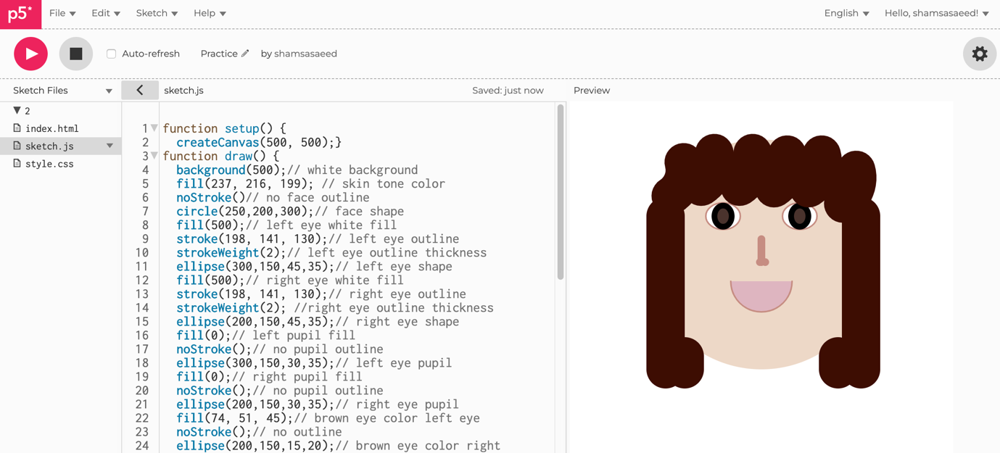 p5* File Edit Sketch Help English Hello, shamsasaeed!
Auto-refresh Practice by shamsasaeed
Sketch Files sketch.js Saved: just now Preview
2
index.html
sketch.js
style.css
1 function setup() {
2 createCanvas(500, 500);}
3 function draw() {
4 background(500);// white background
5 fill(237, 216, 199); // skin tone color
6 noStroke()// no face outline
7 circle(250,200,300);// face shape
8 fill(500);// left eye white fill
9 stroke(198, 141, 130);// left eye outline
10 strokeWeight(2);// left eye outline thickness
11 ellipse(300,150,45,35);// left eye shape
12 fill(500);// right eye white fill
13 stroke(198, 141, 130);// right eye outline
14 strokeWeight(2); //right eye outline thickness
15 ellipse(200,150,45,35);// right eye shape
16 fill(0);// left pupil fill
17 noStroke();// no pupil outline
18 ellipse(300,150,30,35);// left eye pupil
19 fill(0);// right pupil fill
20 noStroke();// no pupil outline
21 ellipse(200,150,30,35);// right eye pupil
22 fill(74, 51, 45);// brown eye color left eye
23 noStroke();// no outline
24 ellipse(200,150,15,20);// brown eye color right